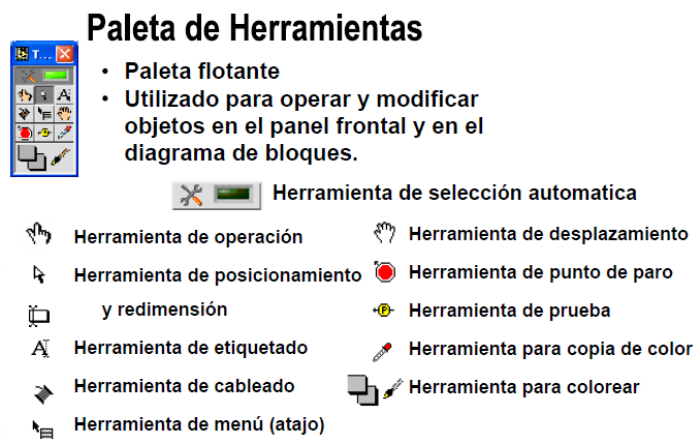 Paleta de Herramientas
T...
• Paleta flotante
• Utilizado para operar y modificar
objetos en el panel frontal y en el
diagrama de bloques.
Herramienta de selección automatica
Herramienta de operación
Herramienta de posicionamiento
y redimensión
Herramienta de etiquetado
Herramienta de cableado
Herramienta de menú (atajo)
Herramienta de desplazamiento
Herramienta de punto de paro
Herramienta de prueba
Herramienta para copia de color
Herramienta para colorear